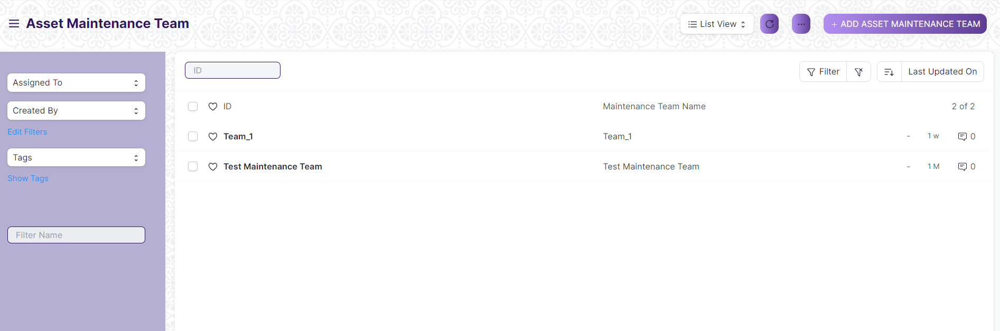 Asset Maintenance Team
List View
+ ADD ASSET MAINTENANCE TEAM
Assigned To
Created By
Edit Filters
Tags
Show Tags
Filter Name
ID
Filter
Last Updated On
ID Maintenance Team Name 2 of 2
Team_1 Team_1 - 1 w 0
Test Maintenance Team Test Maintenance Team - 1 M 0